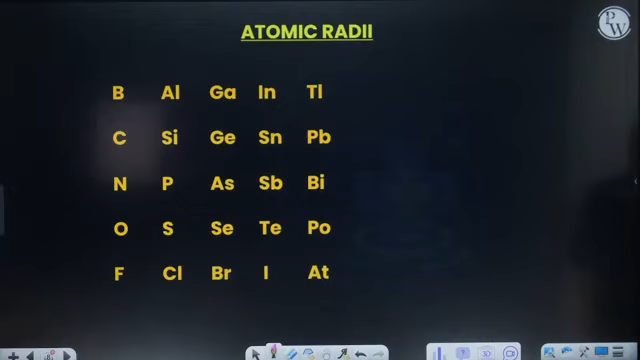 ATOMIC RADII
PW
B Al Ga In Tl
C Si Ge Sn Pb
N P As Sb Bi
O S Se Te Po
F Cl Br I At